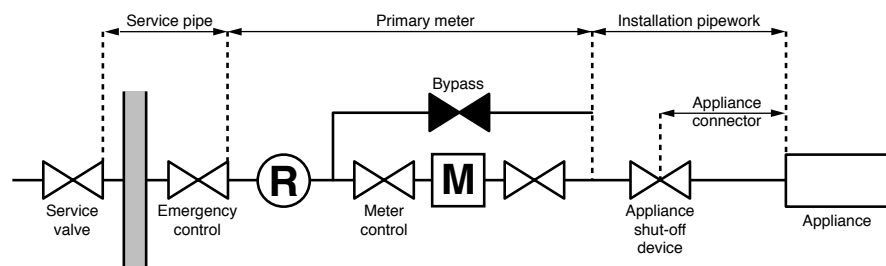 Service pipe
Primary meter
Installation pipework
Bypass
Appliance
connector
R
M
Service
valve
Emergency
control
Meter
control
Appliance
shut-off
device
Appliance